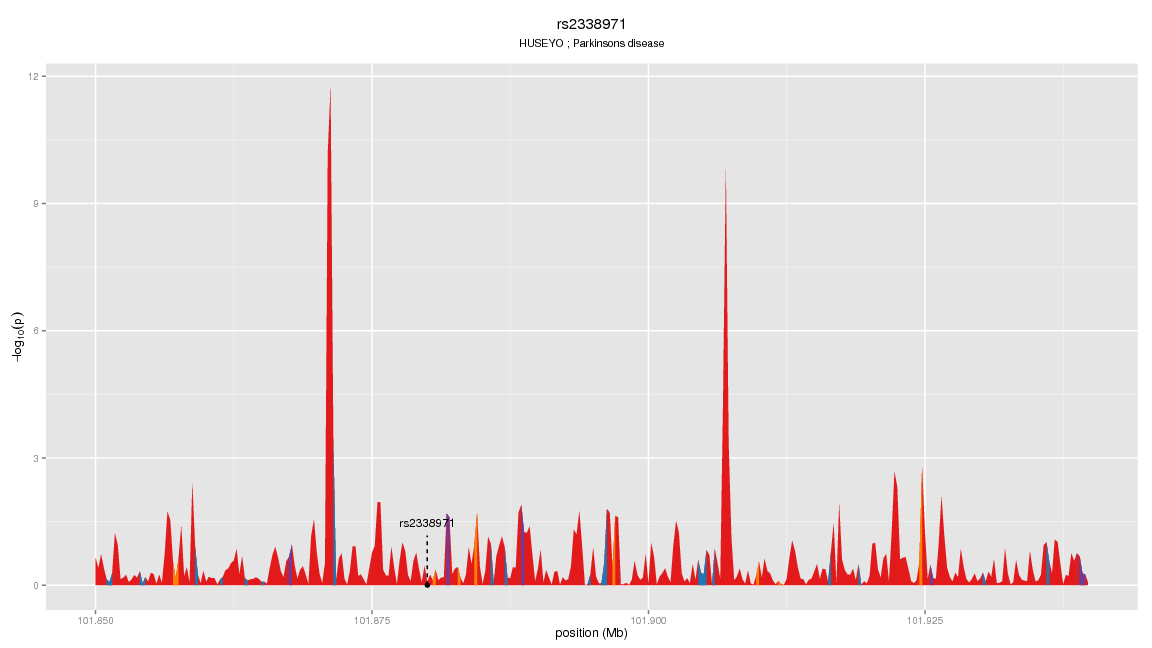 rs2338971
HUSEYO ; Parkinsons disease
12
9
6
3
0
−log10(p)
rs2338971
101.850
101.875
101.900
101.925
position (Mb)